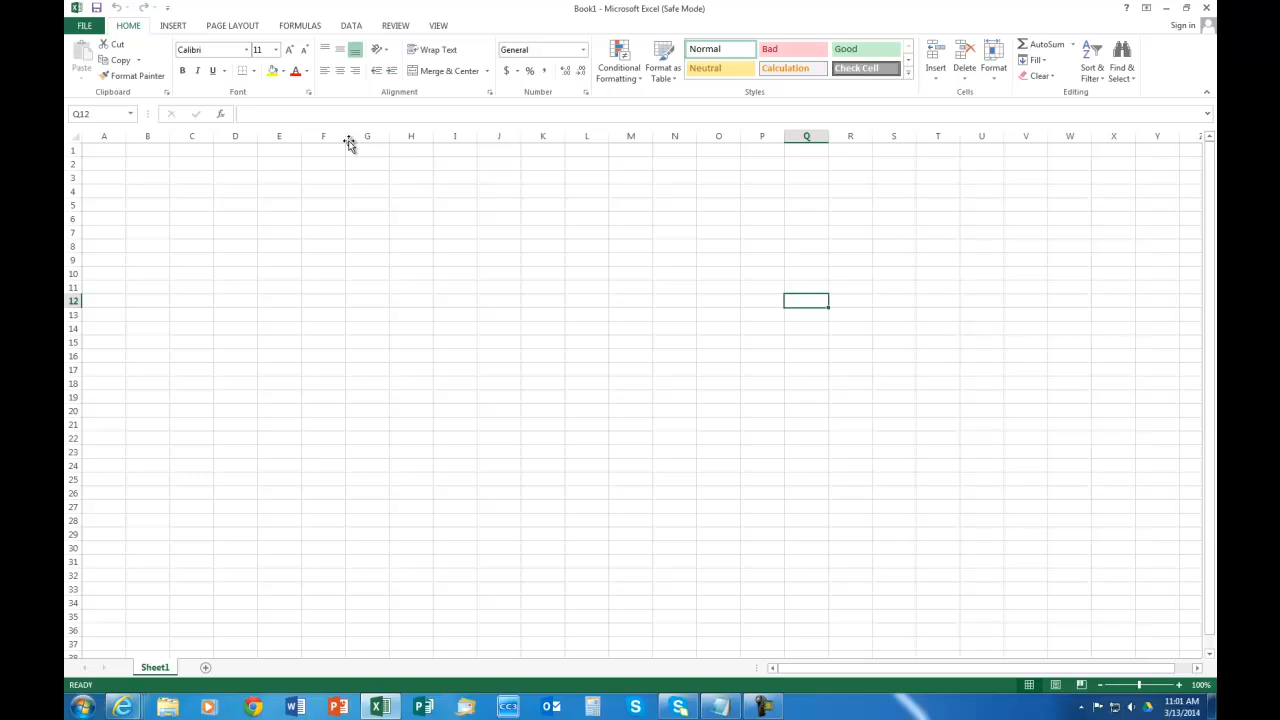 Book1 - Microsoft Excel (Safe Mode)
FILE HOME INSERT PAGE LAYOUT FORMULAS DATA REVIEW VIEW Sign in
Paste Cut Copy Format Painter Clipboard
Calibri 11 B I U A Font
Wrap Text Merge & Center Alignment
General $ % , Number
Conditional Formatting Format as Table
Normal Bad Good
Neutral Calculation Check Cell
Styles
Insert Delete Format Cells
AutoSum Fill Clear Sort & Filter Find & Select Editing
Q12 fx
A B C D E F G H I J K L M N O P Q R S T U V W X Y
1
2
3
4
5
6
7
8
9
10
11
12
13
14
15
16
17
18
19
20
21
22
23
24
25
26
27
28
29
30
31
32
33
34
35
36
37
38
Sheet1
READY 100%
11:01 AM
3/13/2014